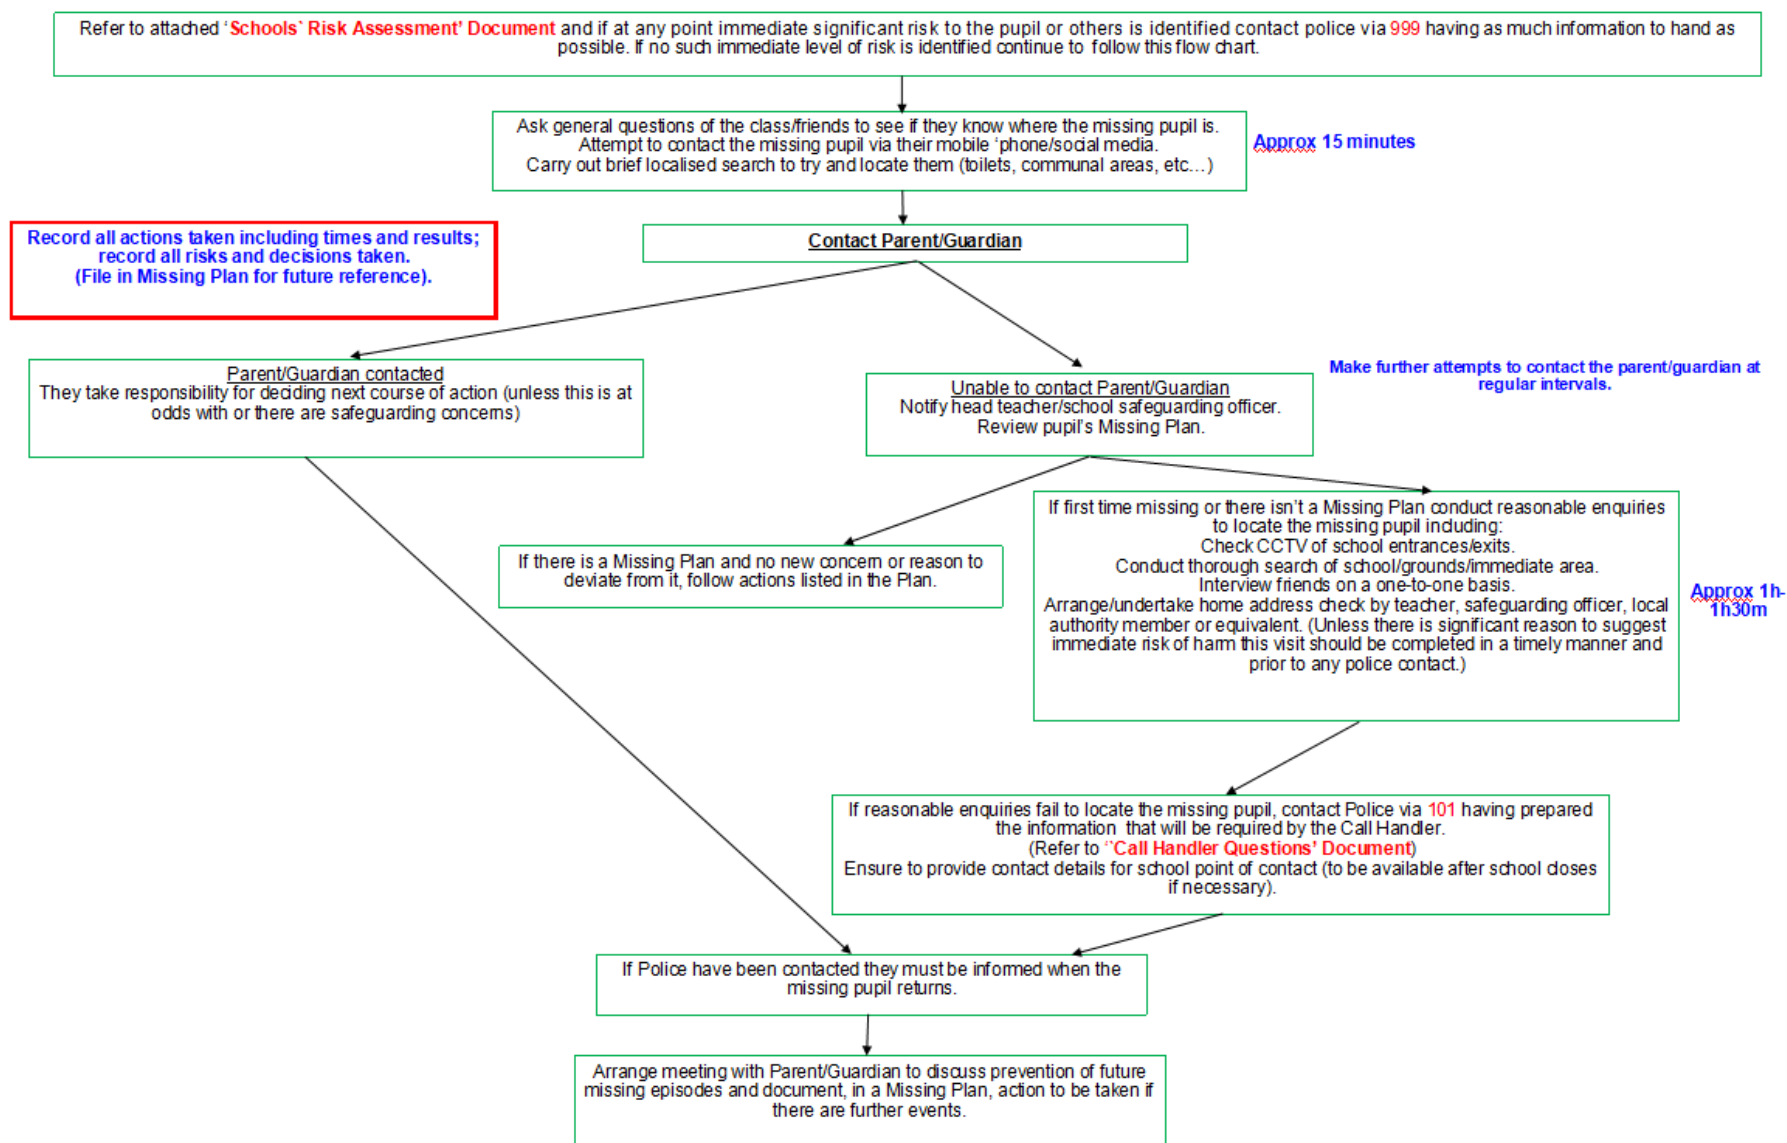 Refer to attached ‘Schools` Risk Assessment’ Document and if at any point immediate significant risk to the pupil or others is identified contact police via 999 having as much information to hand as
possible. If no such immediate level of risk is identified continue to follow this flow chart.
Ask general questions of the class/friends to see if they know where the missing pupil is.
Attempt to contact the missing pupil via their mobile ‘phone/social media.
Carry out brief localised search to try and locate them (toilets, communal areas, etc…)
Approx 15 minutes
Record all actions taken including times and results;
record all risks and decisions taken.
(File in Missing Plan for future reference).
Contact Parent/Guardian
Parent/Guardian contacted
They take responsibility for deciding next course of action (unless this is at
odds with or there are safeguarding concerns)
Unable to contact Parent/Guardian
Notify head teacher/school safeguarding officer.
Review pupil’s Missing Plan.
Make further attempts to contact the parent/guardian at
regular intervals.
If there is a Missing Plan and no new concern or reason to
deviate from it, follow actions listed in the Plan.
If first time missing or there isn’t a Missing Plan conduct reasonable enquiries
to locate the missing pupil including:
Check CCTV of school entrances/exits.
Conduct thorough search of school/grounds/immediate area.
Interview friends on a one-to-one basis.
Arrange/undertake home address check by teacher, safeguarding officer, local
authority member or equivalent. (Unless there is significant reason to suggest
immediate risk of harm this visit should be completed in a timely manner and
prior to any police contact.)
Approx 1h-
1h30m
If reasonable enquiries fail to locate the missing pupil, contact Police via 101 having prepared
the information  that will be required by the Call Handler.
(Refer to ‘`Call Handler Questions’ Document)
Ensure to provide contact details for school point of contact (to be available after school closes
if necessary).
If Police have been contacted they must be informed when the
missing pupil returns.
Arrange meeting with Parent/Guardian to discuss prevention of future
missing episodes and document, in a Missing Plan, action to be taken if
there are further events.